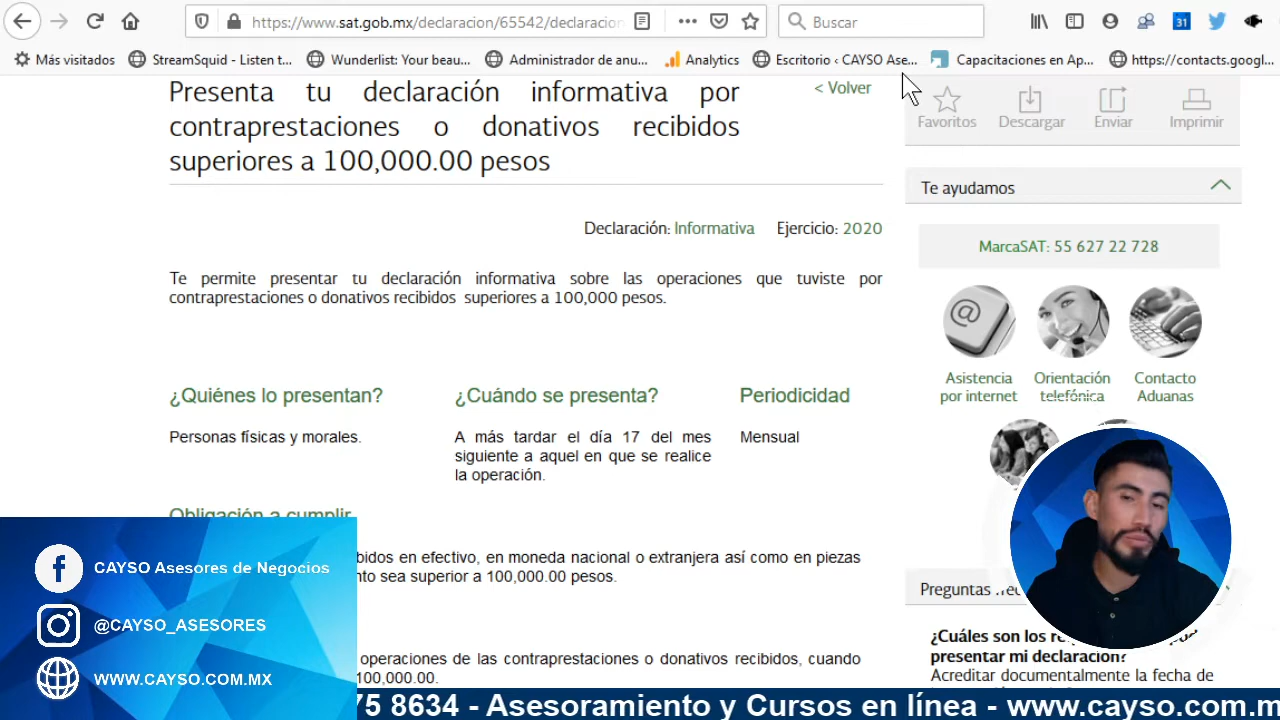 https://www.sat.gob.mx/declaracion/65542/declaracion
Buscar
31
Más visitados
StreamSquid - Listen t...
Wunderlist: Your beau...
Administrador de anu...
Analytics
Escritorio ‹ CAYSO Ase...
Capacitaciones en Ap...
https://contacts.googl...
Presenta tu declaración informativa por
contraprestaciones o donativos recibidos
superiores a 100,000.00 pesos
< Volver
Favoritos
Descargar
Enviar
Imprimir
Te ayudamos
Declaración: Informativa Ejercicio: 2020
MarcaSAT: 55 627 22 728
Te permite presentar tu declaración informativa sobre las operaciones que tuviste por
contraprestaciones o donativos recibidos superiores a 100,000 pesos.
@
Asistencia
por internet
Orientación
telefónica
Contacto
Aduanas
¿Quiénes lo presentan?
Personas físicas y morales.
¿Cuándo se presenta?
A más tardar el día 17 del mes
siguiente a aquel en que se realice
la operación.
Periodicidad
Mensual
Obligación a cumplir
bidos en efectivo, en moneda nacional o extranjera así como en piezas
nto sea superior a 100,000.00 pesos.
operaciones de las contraprestaciones o donativos recibidos, cuando
100,000.00.
Preguntas
¿Cuáles son los
presentar mi declaración?
Acreditar documentalmente la fecha de
CAYSO Asesores de Negocios
@CAYSO_ASESORES
WWW.CAYSO.COM.MX
75 8634 - Asesoramiento y Cursos en línea - www.cayso.com.m